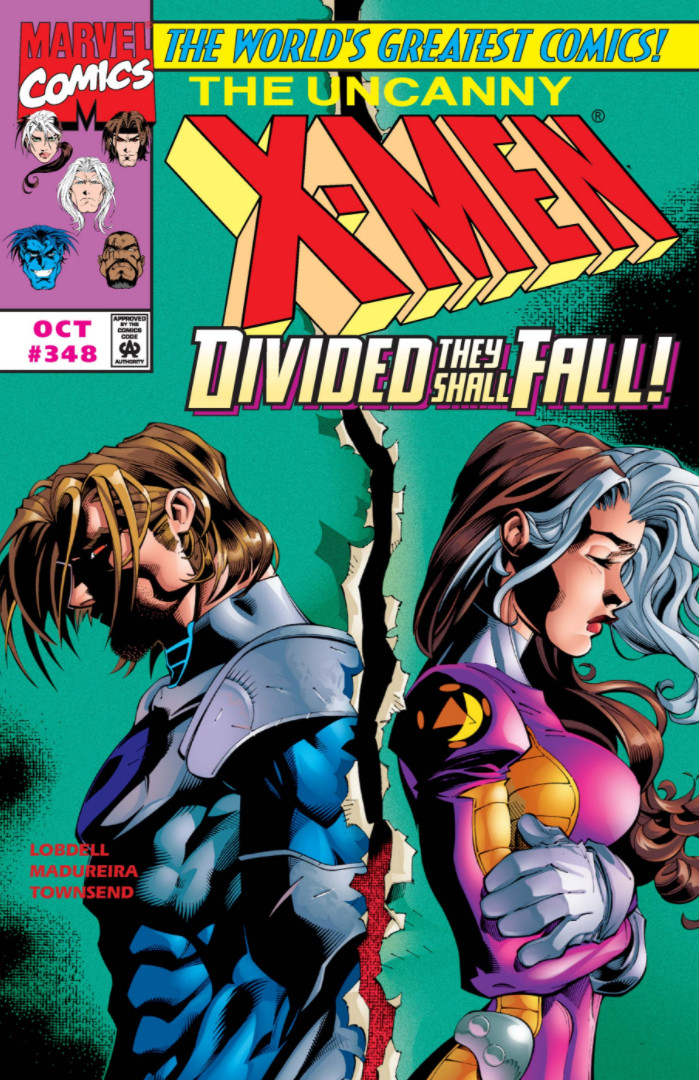 MARVEL
COMICS
M
THE WORLD'S GREATEST COMICS!
THE UNCANNY
X-MEN®
OCT
#348
APPROVED
BY THE
COMICS
CODE
CA
AUTHORITY
DIVIDED THEY SHALL FALL!
LOBDELL
MADUREIRA
TOWNSEND